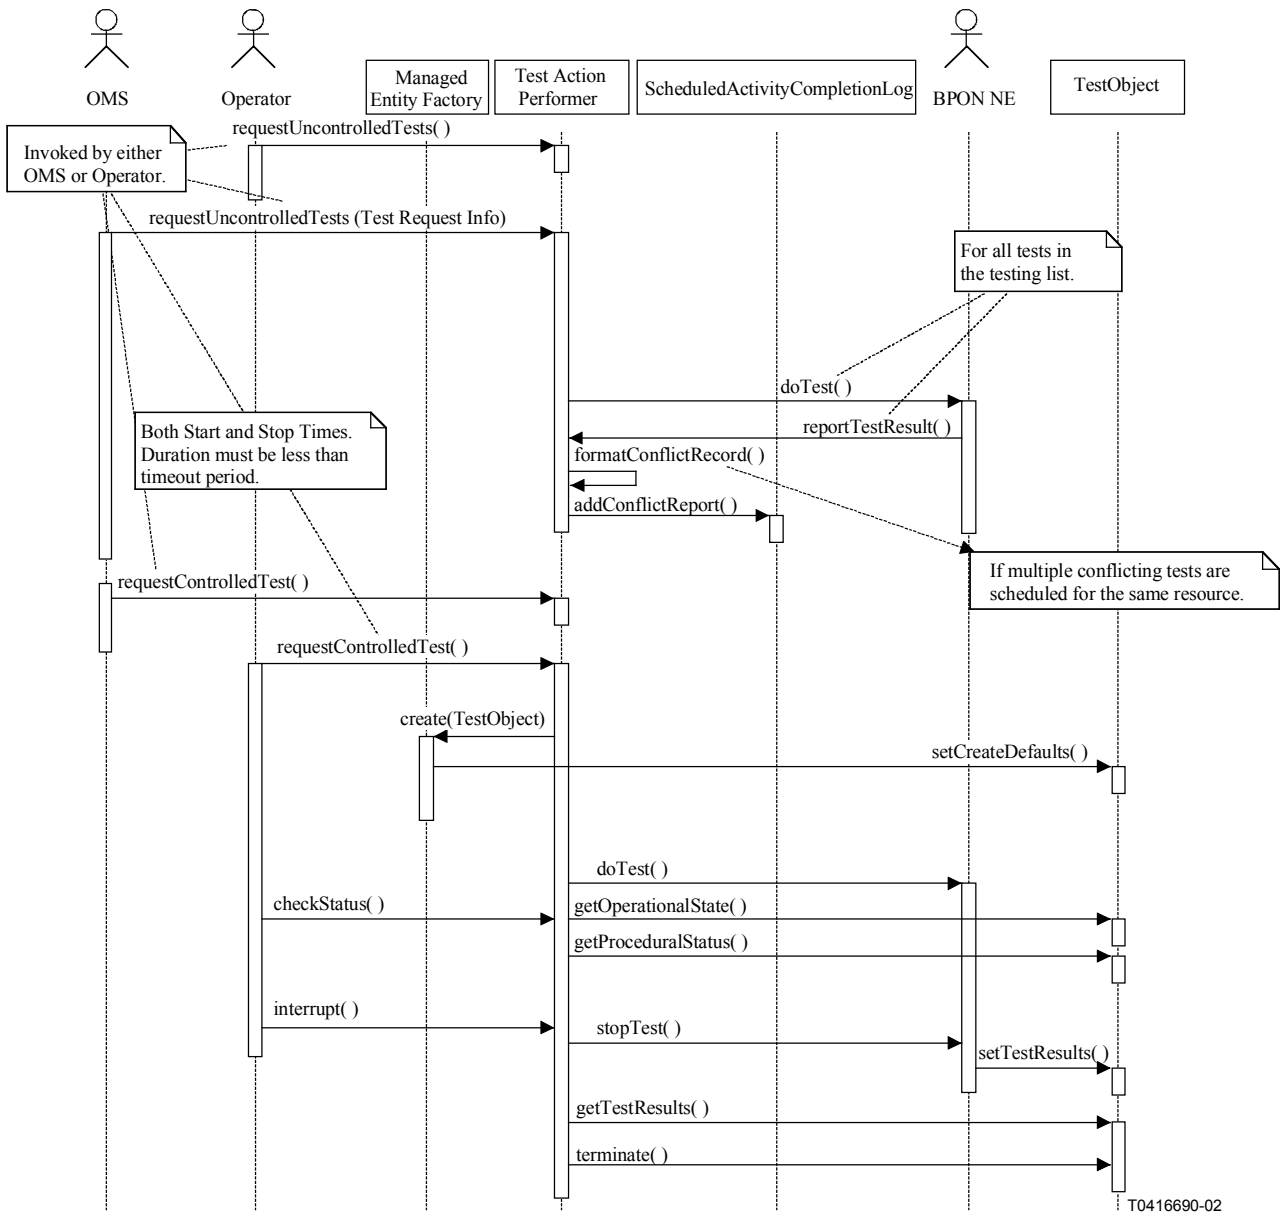 OMS
Operator
Managed
Entity Factory
Test Action
Performer
ScheduledActivityCompletionLog
BPON NE
TestObject
requestUncontrolledTests( )
Invoked by either
OMS or Operator.
requestUncontrolledTests (Test Request Info)
For all tests in
the testing list.
doTest( )
reportTestResult( )
Both Start and Stop Times.
Duration must be less than
timeout period.
formatConflictRecord( )
addConflictReport( )
If multiple conflicting tests are
scheduled for the same resource.
requestControlledTest( )
requestControlledTest( )
create(TestObject)
setCreateDefaults( )
doTest( )
checkStatus( )
getOperationalState( )
getProceduralStatus( )
interrupt( )
stopTest( )
setTestResults( )
getTestResults( )
terminate( )
T0416690-02